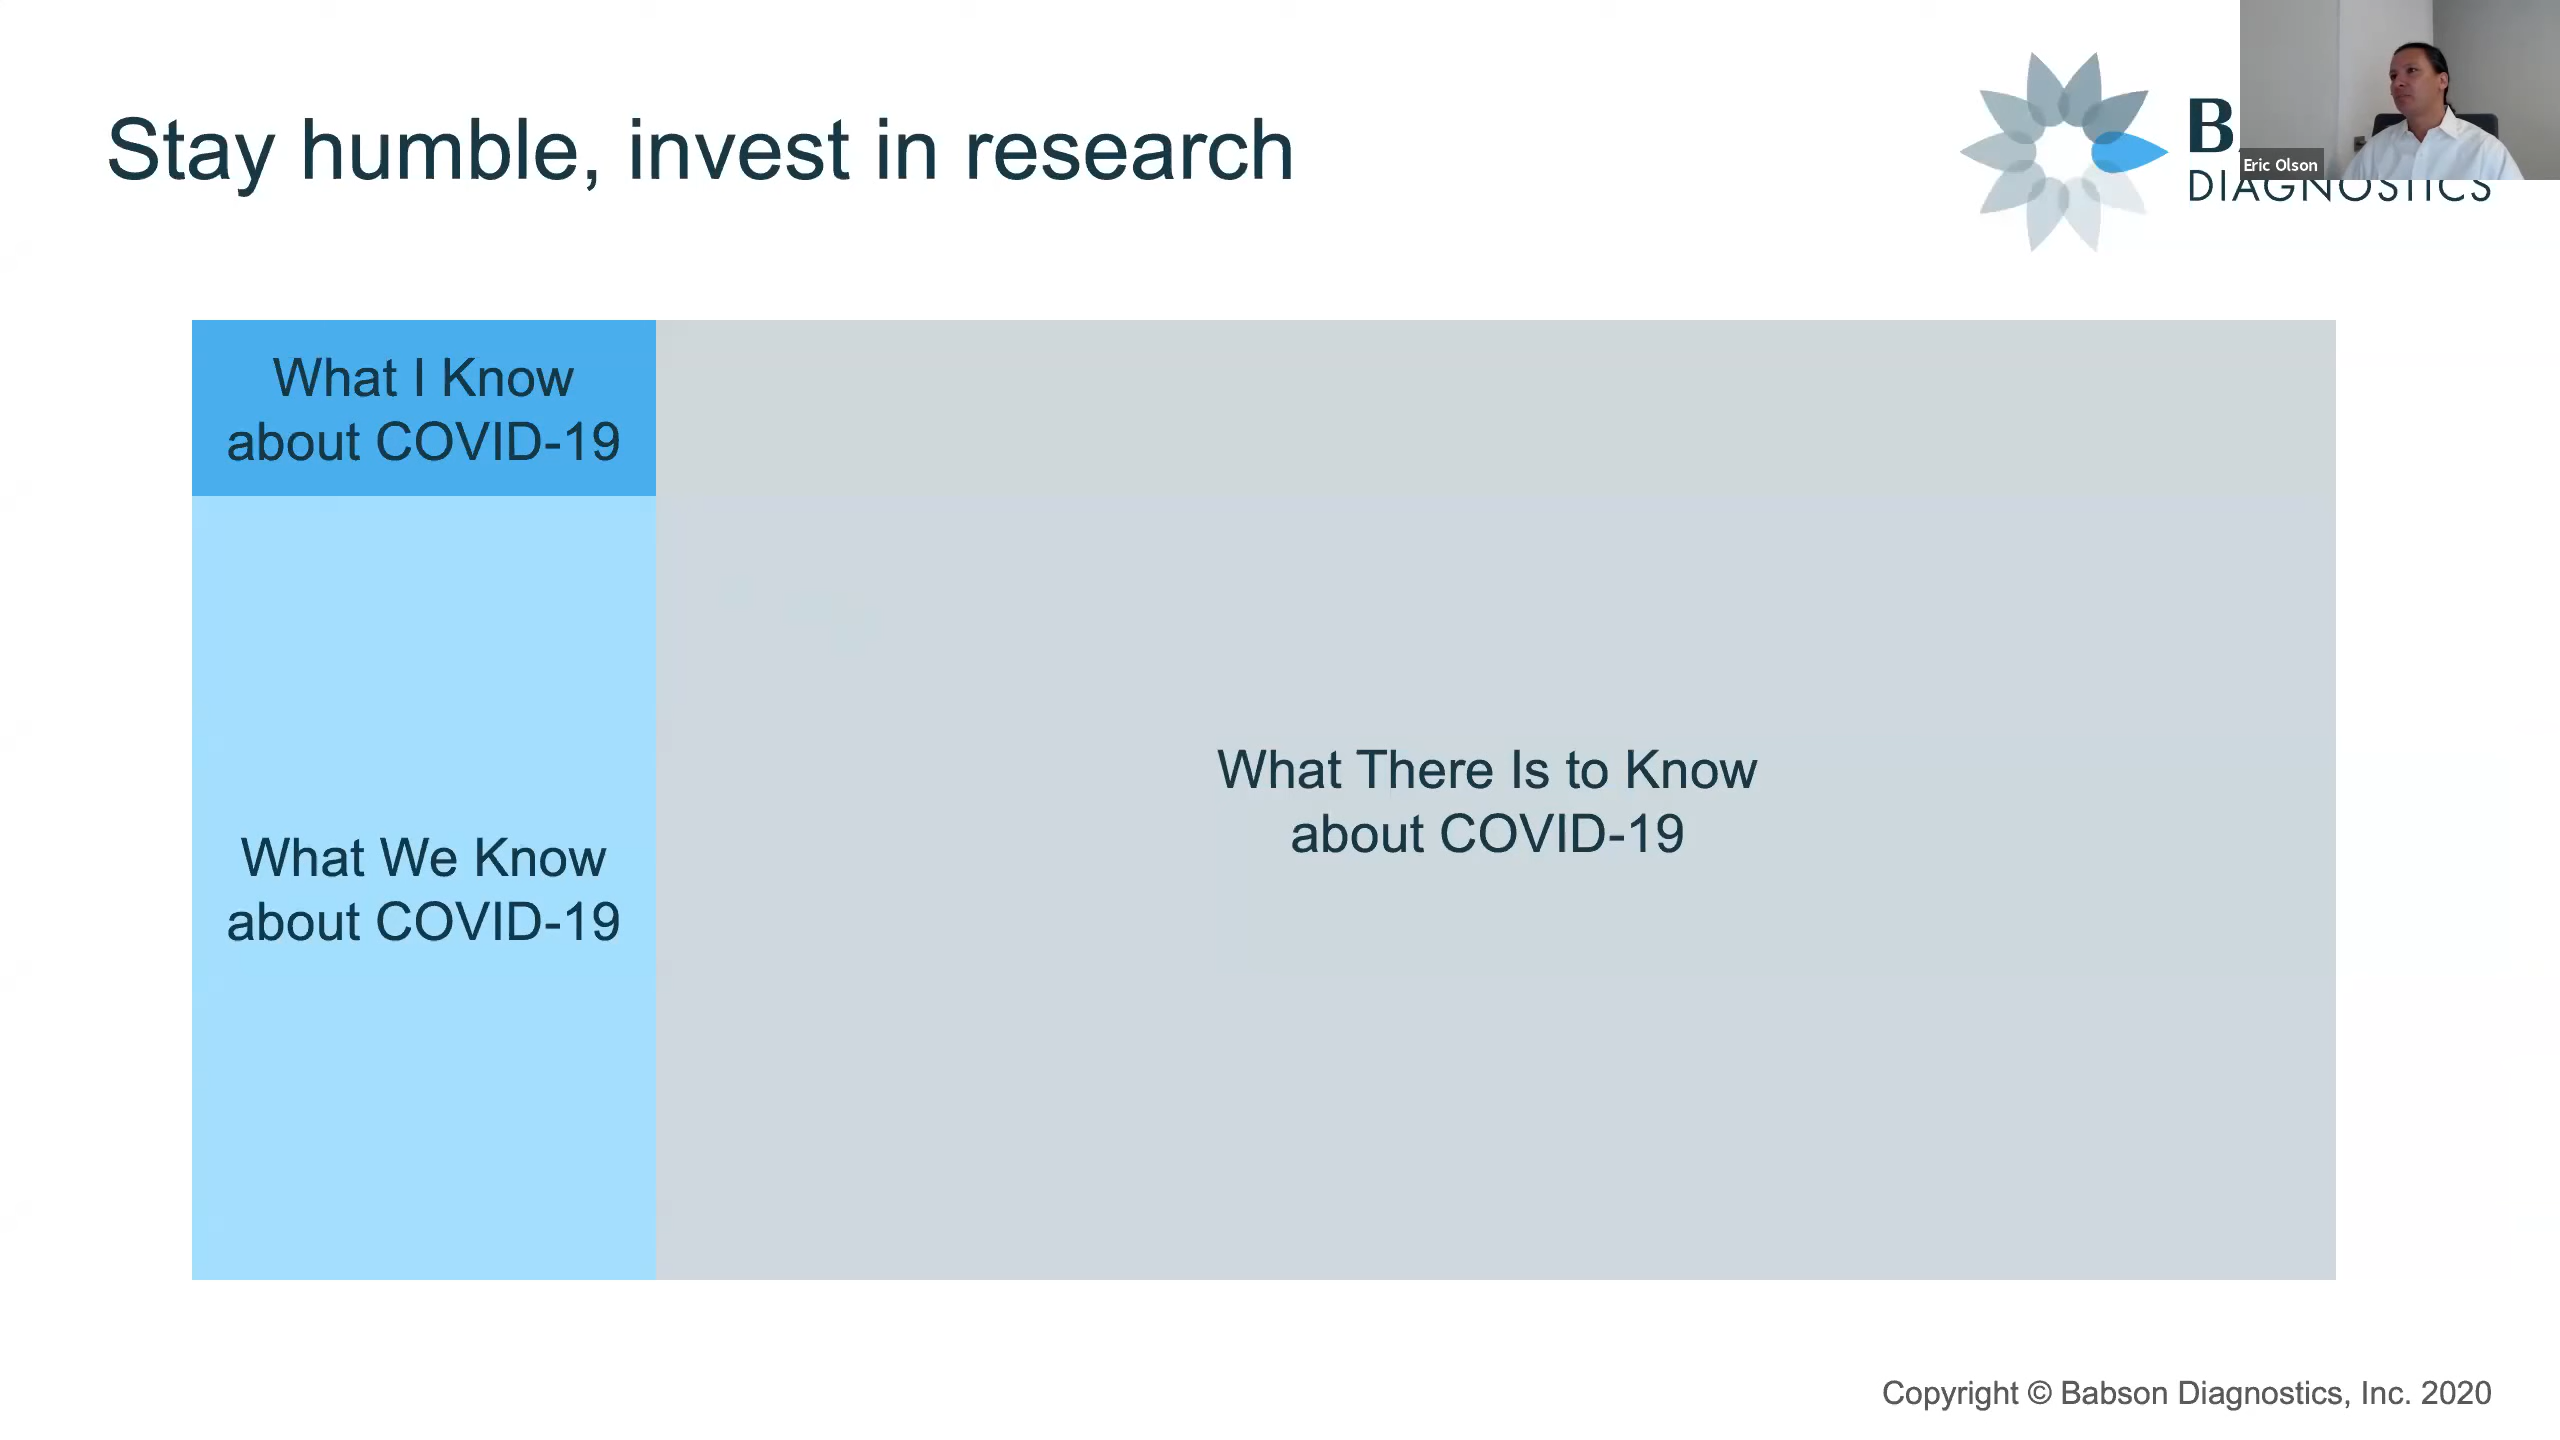 Stay humble, invest in research
DIAGNOSTICS
Eric Olson
What I Know
about COVID-19
What We Know
about COVID-19
What There Is to Know
about COVID-19
Copyright © Babson Diagnostics, Inc. 2020